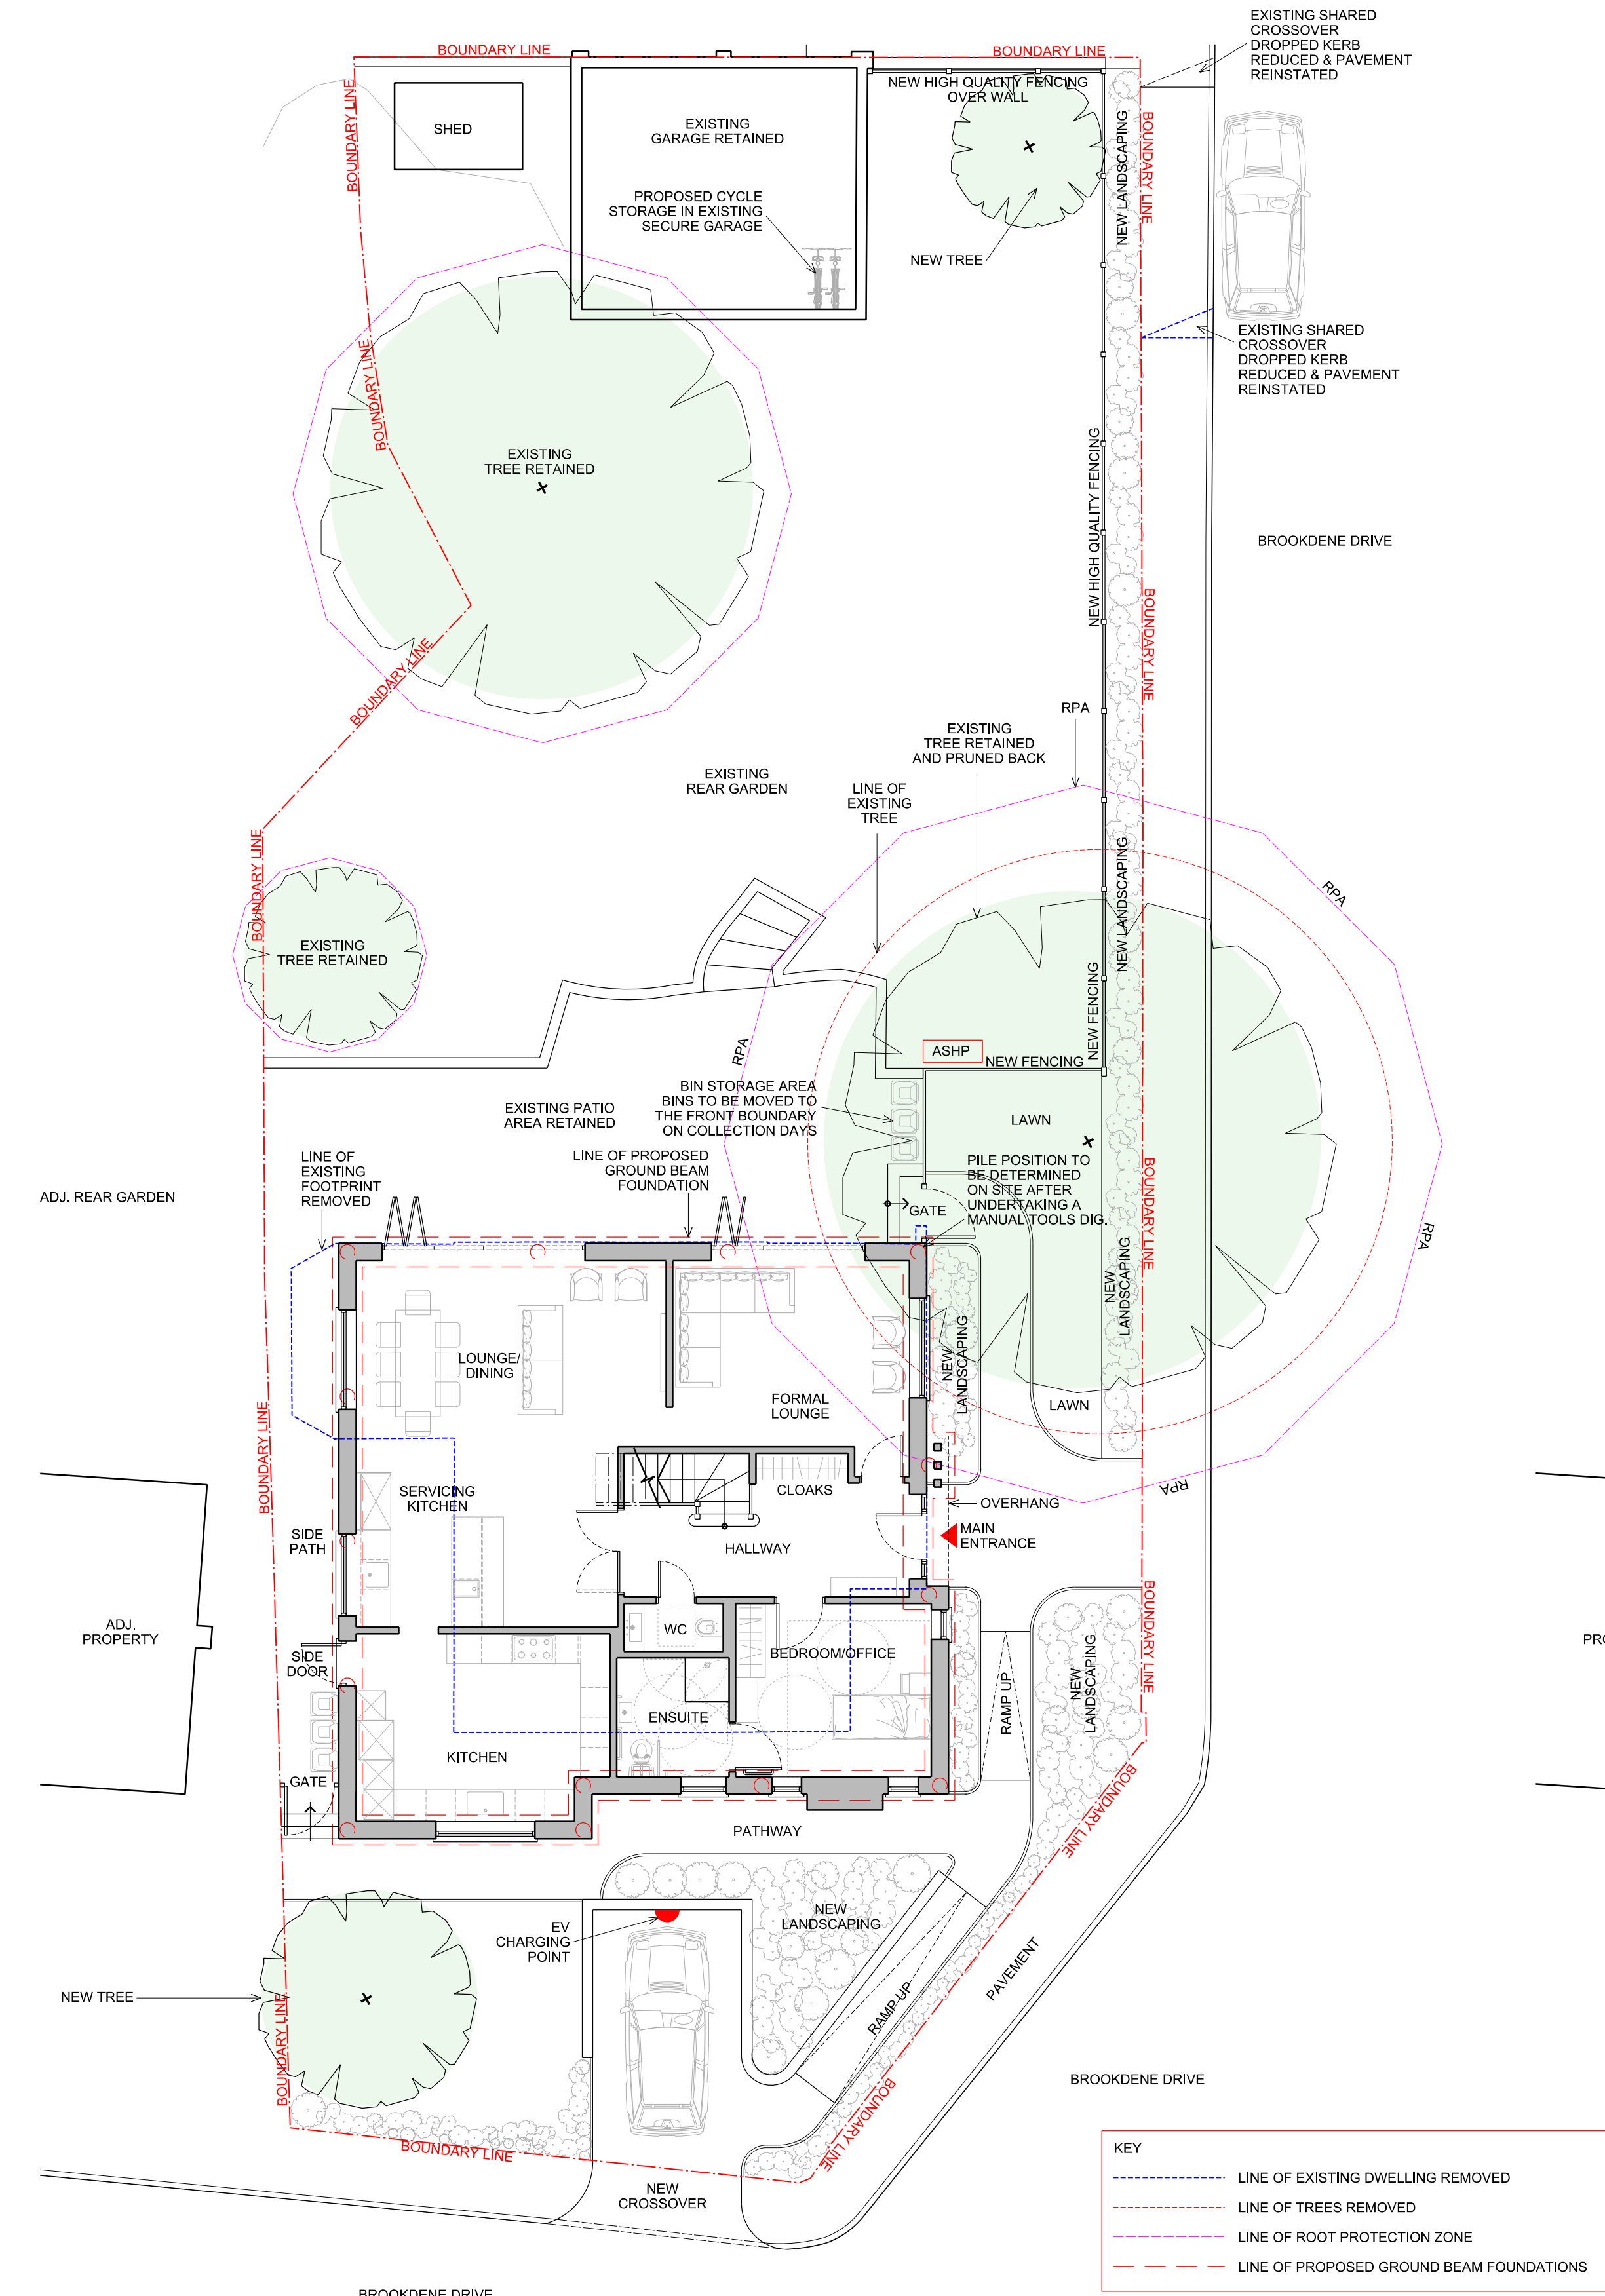 EXISTING SHARED
CROSSOVER
DROPPED KERB
REDUCED & PAVEMENT
REINSTATED
BOUNDARY LINE
BOUNDARY LINE
BOUNDARY LINE
SHED
EXISTING
GARAGE RETAINED
NEW HIGH QUALITY FENCING
OVER WALL
NEW LANDSCAPING
BOUNDARY LINE
PROPOSED CYCLE
STORAGE IN EXISTING
SECURE GARAGE
NEW TREE
EXISTING SHARED
CROSSOVER
DROPPED KERB
REDUCED & PAVEMENT
REINSTATED
BOUNDARY LINE
EXISTING
TREE RETAINED
NEW HIGH QUALITY FENCING
BROOKDENE DRIVE
BOUNDARY LINE
BOUNDARY LINE
RPA
EXISTING
TREE RETAINED
AND PRUNED BACK
EXISTING
REAR GARDEN
LINE OF
EXISTING
TREE
BOUNDARY LINE
NEW LANDSCAPING
RPA
EXISTING
TREE RETAINED
NEW FENCING
RPA
ASHP
NEW FENCING
BIN STORAGE AREA
BINS TO BE MOVED TO
THE FRONT BOUNDARY
ON COLLECTION DAYS
EXISTING PATIO
AREA RETAINED
LAWN
LINE OF
EXISTING
FOOTPRINT
REMOVED
LINE OF PROPOSED
GROUND BEAM
FOUNDATION
PILE POSITION TO
BE DETERMINED
ON SITE AFTER
UNDERTAKING A
MANUAL TOOLS DIG.
BOUNDARY LINE
ADJ. REAR GARDEN
GATE
RPA
NEW
LANDSCAPING
LOUNGE/
DINING
FORMAL
LOUNGE
NEW
LANDSCAPING
LAWN
BOUNDARY LINE
SERVICING
KITCHEN
CLOAKS
RPA
OVERHANG
SIDE
PATH
HALLWAY
MAIN
ENTRANCE
ADJ.
PROPERTY
WC
BEDROOM/OFFICE
BOUNDARY LINE
SIDE
DOOR
RAMP UP
NEW
LANDSCAPING
ENSUITE
KITCHEN
GATE
BOUNDARY LINE
PATHWAY
EV
CHARGING
POINT
NEW
LANDSCAPING
PAVEMENT
NEW TREE
BOUNDARY LINE
RAMP UP
BROOKDENE DRIVE
BOUNDARY LINE
BOUNDARY LINE
NEW
CROSSOVER
KEY
LINE OF EXISTING DWELLING REMOVED
LINE OF TREES REMOVED
LINE OF ROOT PROTECTION ZONE
LINE OF PROPOSED GROUND BEAM FOUNDATIONS
BROOKDENE DRIVE